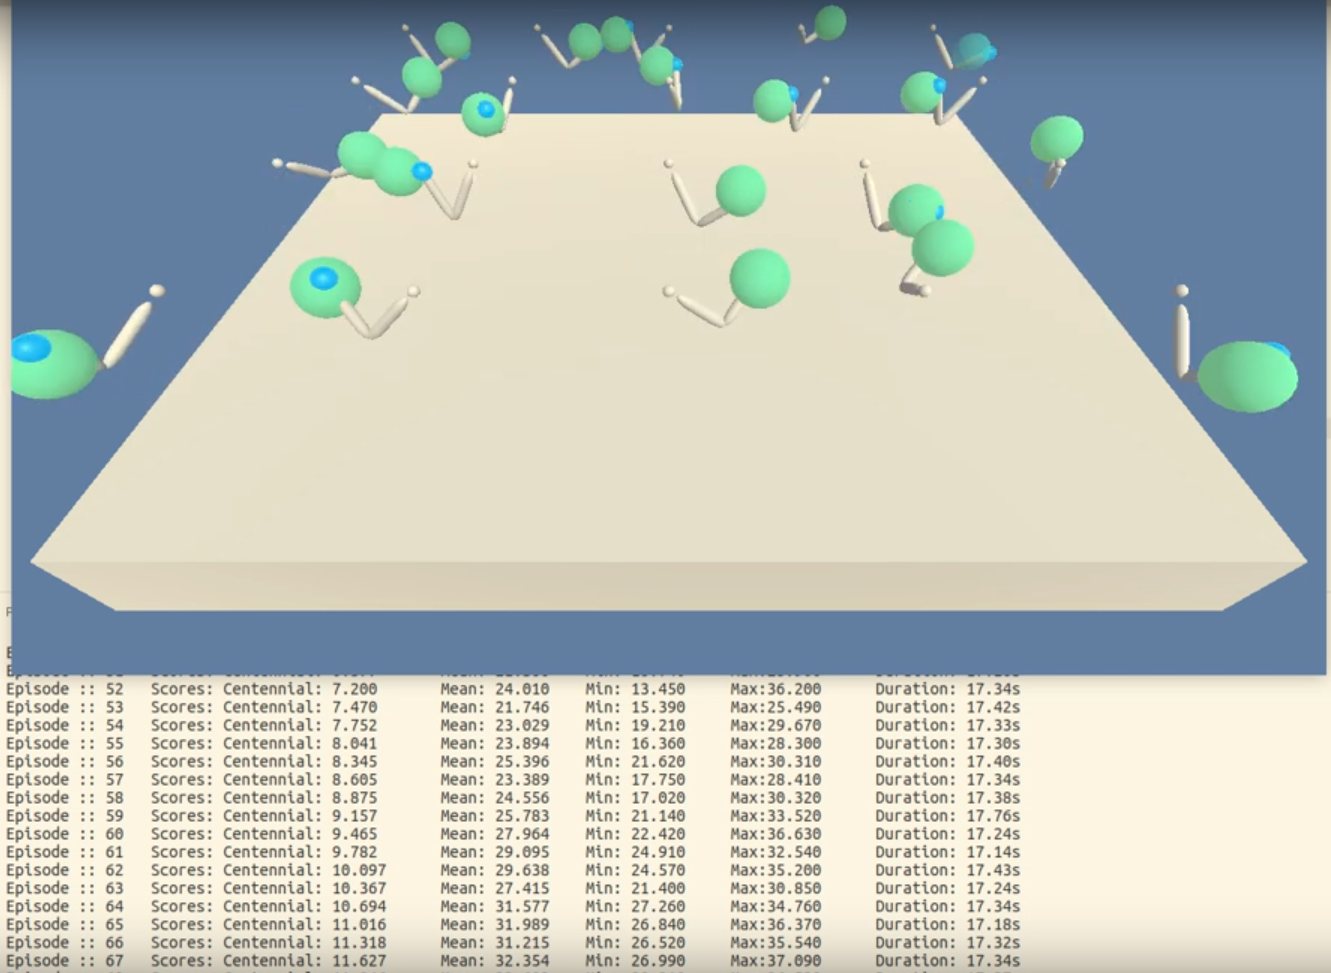 Episode :: 52 Scores: Centennial: 7.200 Mean: 24.010 Min: 13.450 Max:36.200 Duration: 17.34s
Episode :: 53 Scores: Centennial: 7.470 Mean: 21.746 Min: 15.390 Max:25.490 Duration: 17.42s
Episode :: 54 Scores: Centennial: 7.752 Mean: 23.029 Min: 19.210 Max:29.670 Duration: 17.33s
Episode :: 55 Scores: Centennial: 8.041 Mean: 23.894 Min: 16.360 Max:28.300 Duration: 17.30s
Episode :: 56 Scores: Centennial: 8.345 Mean: 25.396 Min: 21.620 Max:30.310 Duration: 17.40s
Episode :: 57 Scores: Centennial: 8.605 Mean: 23.389 Min: 17.750 Max:28.410 Duration: 17.34s
Episode :: 58 Scores: Centennial: 8.875 Mean: 24.556 Min: 17.020 Max:30.320 Duration: 17.38s
Episode :: 59 Scores: Centennial: 9.157 Mean: 25.783 Min: 21.140 Max:33.520 Duration: 17.76s
Episode :: 60 Scores: Centennial: 9.465 Mean: 27.964 Min: 22.420 Max:36.630 Duration: 17.24s
Episode :: 61 Scores: Centennial: 9.782 Mean: 29.095 Min: 24.910 Max:32.540 Duration: 17.14s
Episode :: 62 Scores: Centennial: 10.097 Mean: 29.638 Min: 24.570 Max:35.200 Duration: 17.43s
Episode :: 63 Scores: Centennial: 10.367 Mean: 27.415 Min: 21.400 Max:30.850 Duration: 17.24s
Episode :: 64 Scores: Centennial: 10.694 Mean: 31.577 Min: 27.260 Max:34.760 Duration: 17.34s
Episode :: 65 Scores: Centennial: 11.016 Mean: 31.989 Min: 26.840 Max:36.370 Duration: 17.18s
Episode :: 66 Scores: Centennial: 11.318 Mean: 31.215 Min: 26.520 Max:35.540 Duration: 17.32s
Episode :: 67 Scores: Centennial: 11.627 Mean: 32.354 Min: 26.990 Max:37.090 Duration: 17.34s